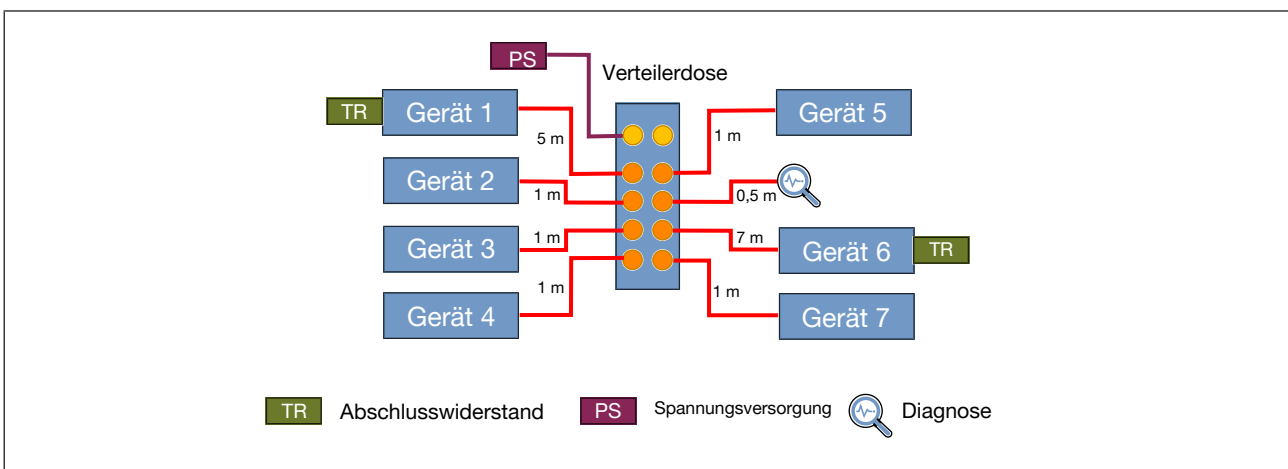 PS
Verteilerdose
TR Gerät 1
5 m
Gerät 5
1 m
Gerät 2
1 m
0,5 m
Gerät 3
1 m
7 m
Gerät 6 TR
Gerät 4
1 m
1 m
Gerät 7
TR Abschlusswiderstand PS Spannungsversorgung Diagnose